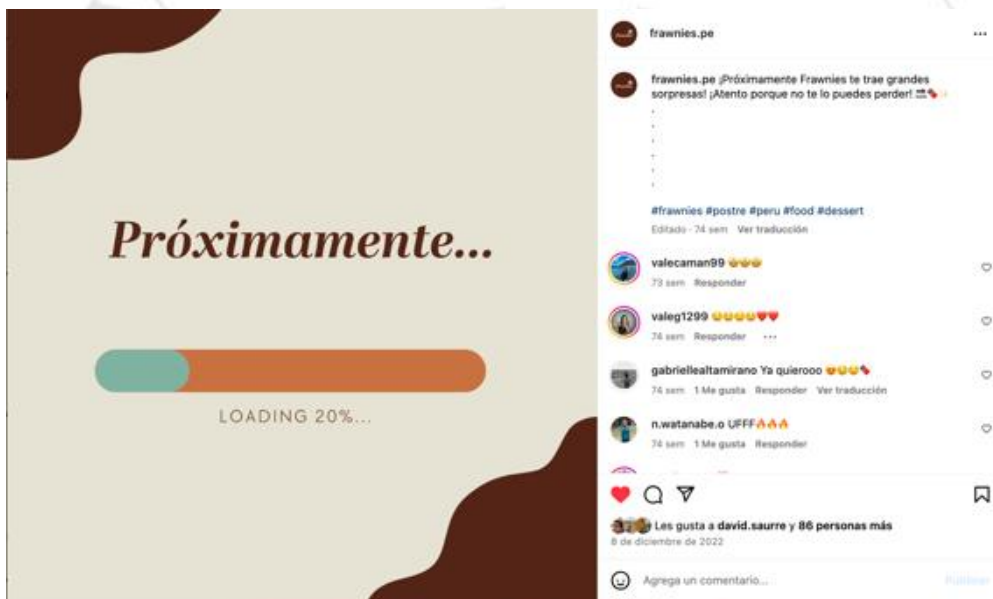 Próximamente...
LOADING 20%...
frawnies.pe
frawnies.pe ¡Próximamente Frawnies te trae grandes
sorpresas! ¡Atento porque no te lo puedes perder! 🔜🍫✨
.
.
.
.
.
.
#frawnies #postre #peru #food #dessert
Editado · 74 sem Ver traducción
valecaman99 🤩🤩🤩
73 sem Responder
valeg1299 😋😋😋😋❤️❤️
74 sem Responder ...
gabriellealtamirano Ya quierooo 😍😋😋🍫
74 sem 1 Me gusta Responder Ver traducción
n.watanabe.o UFFF🔥🔥🔥
74 sem 1 Me gusta Responder
Les gusta a david.saurre y 86 personas más
8 de diciembre de 2022
Agrega un comentario...
Publicar